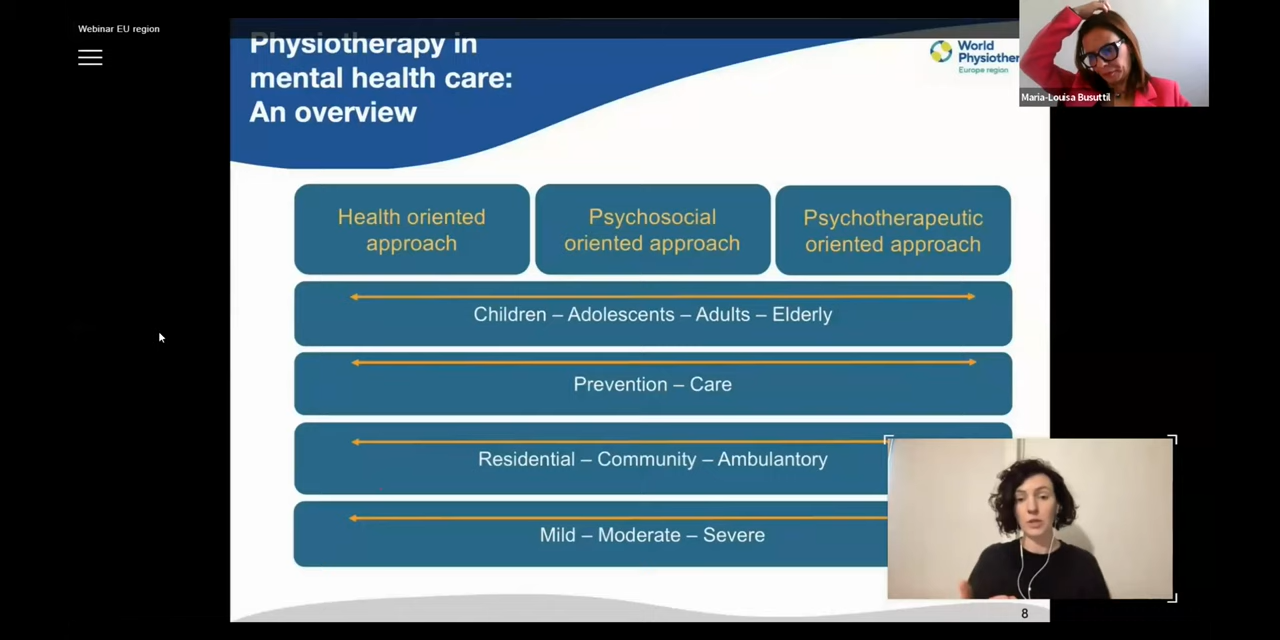 Webinar EU region
Physiotherapy in
mental health care:
An overview
World
Physiother
Europe region
Maria-Louisa Busuttil
Health oriented
approach
Psychosocial
oriented approach
Psychotherapeutic
oriented approach
Children – Adolescents – Adults – Elderly
Prevention – Care
Residential – Community – Ambulantory
Mild – Moderate – Severe
8